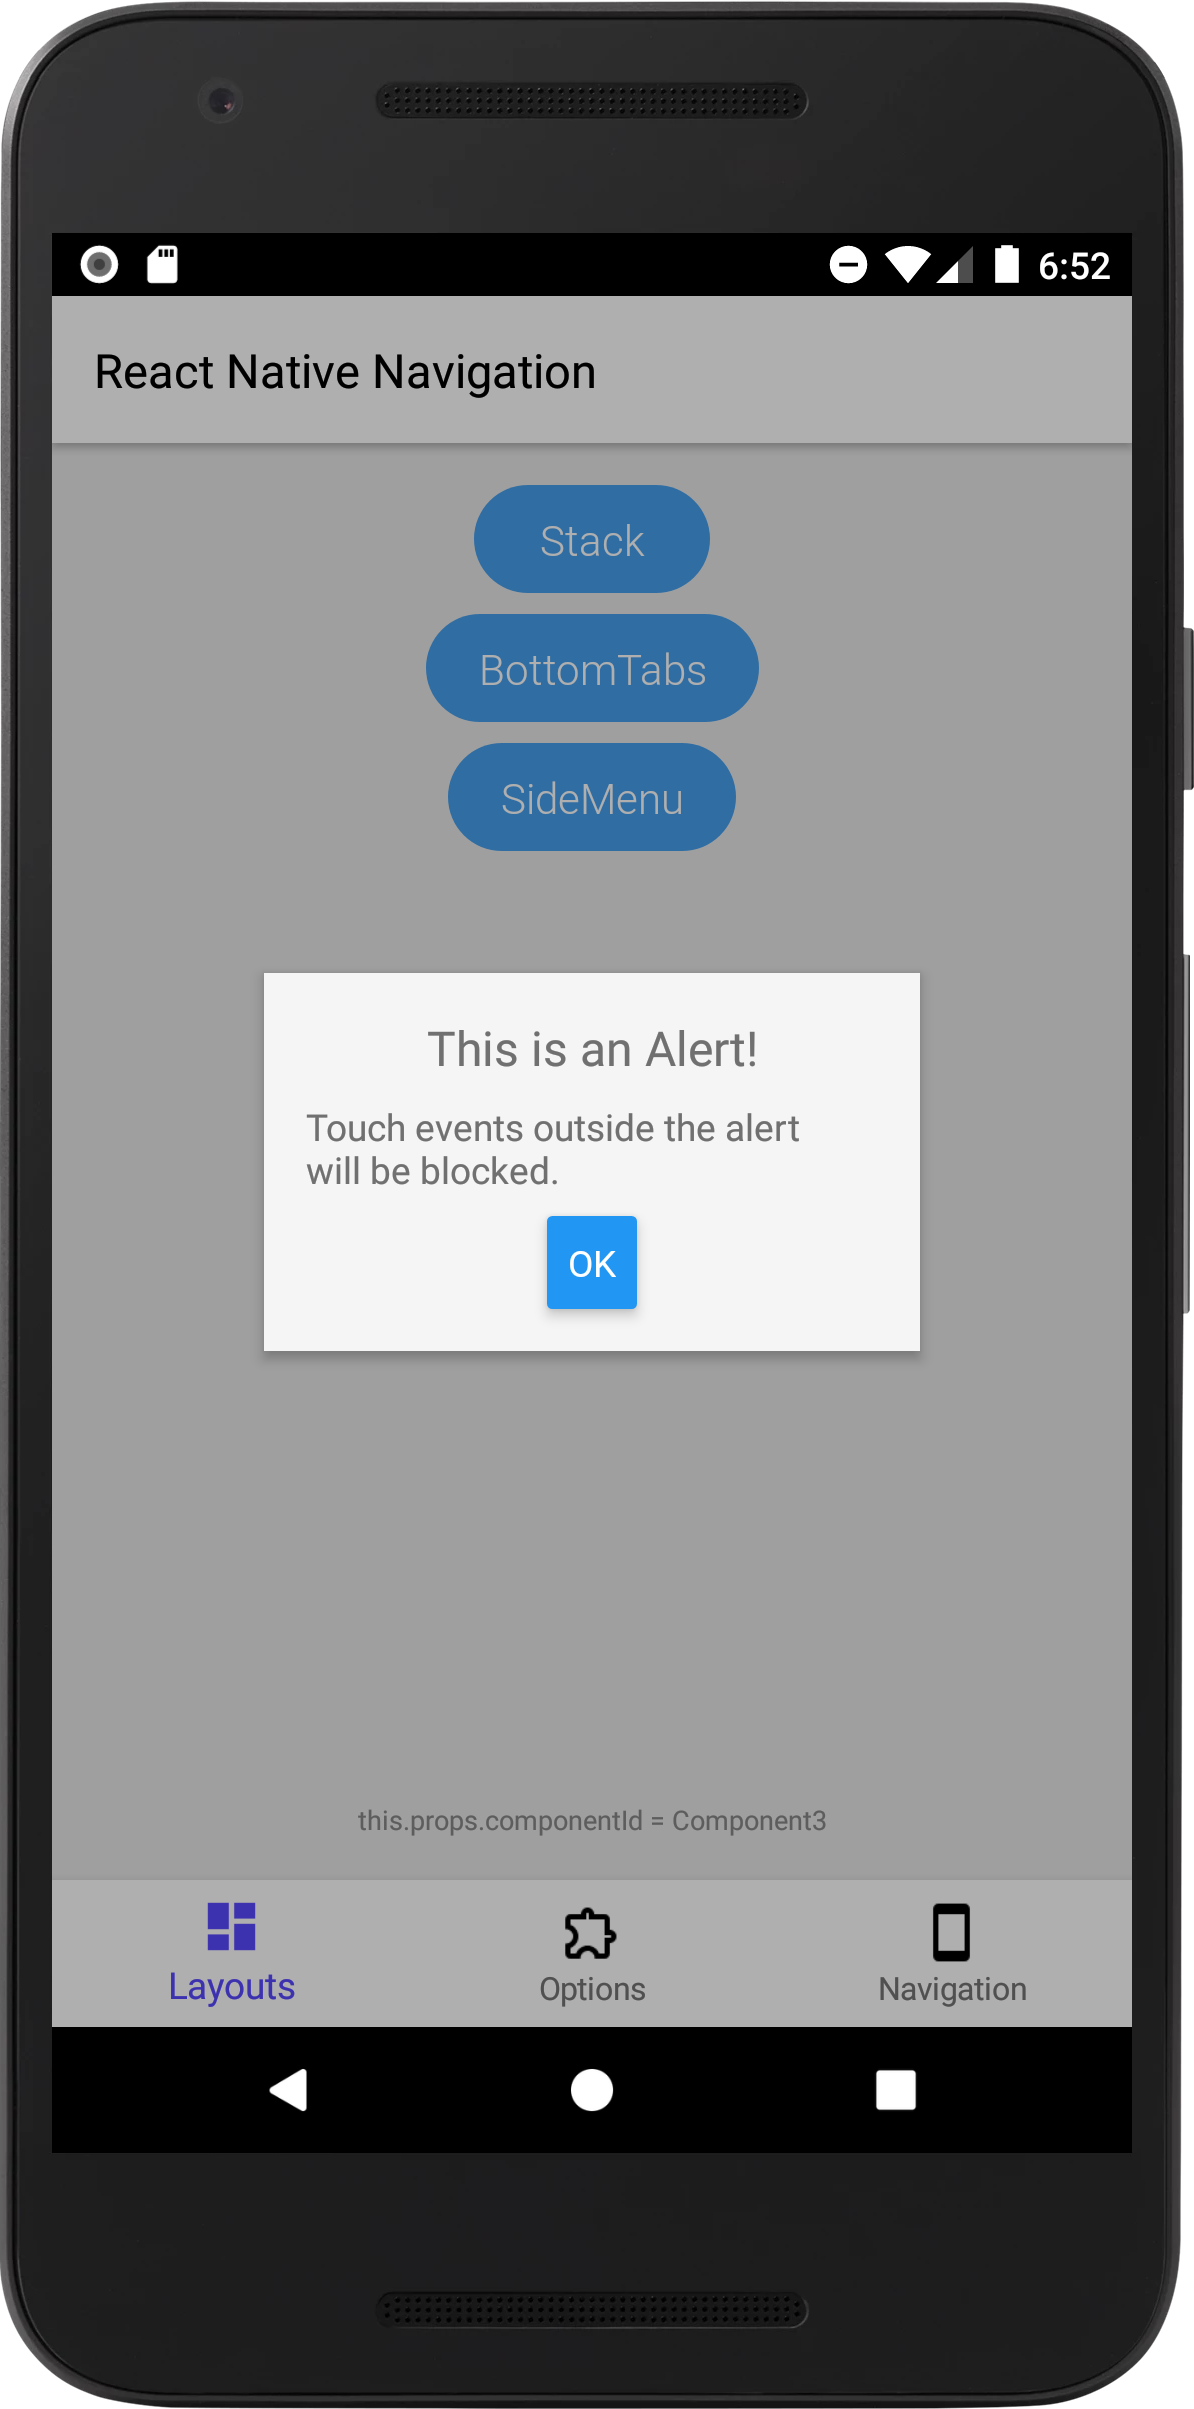 6:52
React Native Navigation
Stack
BottomTabs
SideMenu
This is an Alert!
Touch events outside the alert
will be blocked.
OK
this.props.componentId = Component3
Layouts
Options
Navigation